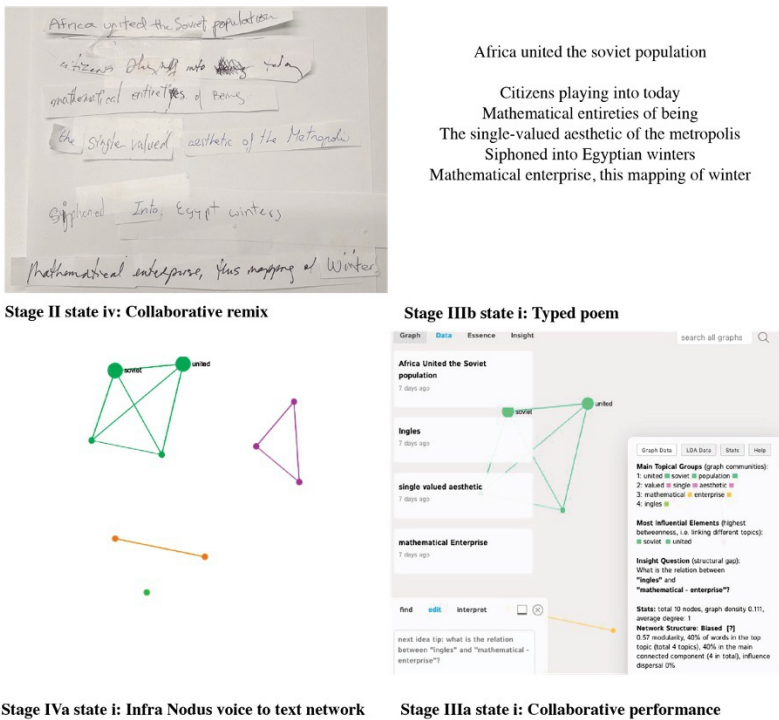 Africa united the Soviet population
citizens into today
mathematical entireties of Being
the single valued aesthetic of the Metropolis
Siphoned Into, Egypt winters
Mathematical enterprise, this mapping of Winter
Stage II state iv: Collaborative remix
Africa united the soviet population
Citizens playing into today
Mathematical entireties of being
The single-valued aesthetic of the metropolis
Siphoned into Egyptian winters
Mathematical enterprise, this mapping of winter
Stage IIIb state i: Typed poem
soviet
united
Stage IVa state i: Infra Nodus voice to text network
Graph Data Essence Insight
search all graphs
Africa United the Soviet
population
7 days ago
Ingles
7 days ago
single valued aesthetic
7 days ago
mathematical Enterprise
7 days ago
soviet
united
find edit interpret
next idea tip: what is the relation
between "ingles" and "mathematical -
enterprise"?
Graph Data LDA Data Stats Help
Main Topical Groups (graph communities):
1: united soviet population
2: valued single aesthetic
3: mathematical enterprise
4: ingles
Most Influential Elements (highest
betweenness, i.e. linking different topics):
soviet united
Insight Question (structural gap):
What is the relation between
"ingles" and
"mathematical - enterprise"?
Stats: total 10 nodes, graph density 0.111,
average degree: 1
Network Structure: Biased [?]
0.57 modularity, 40% of words in the top
topic (total 4 topics), 40% in the main
connected component (4 in total), influence
dispersal 0%
Stage IIIa state i: Collaborative performance